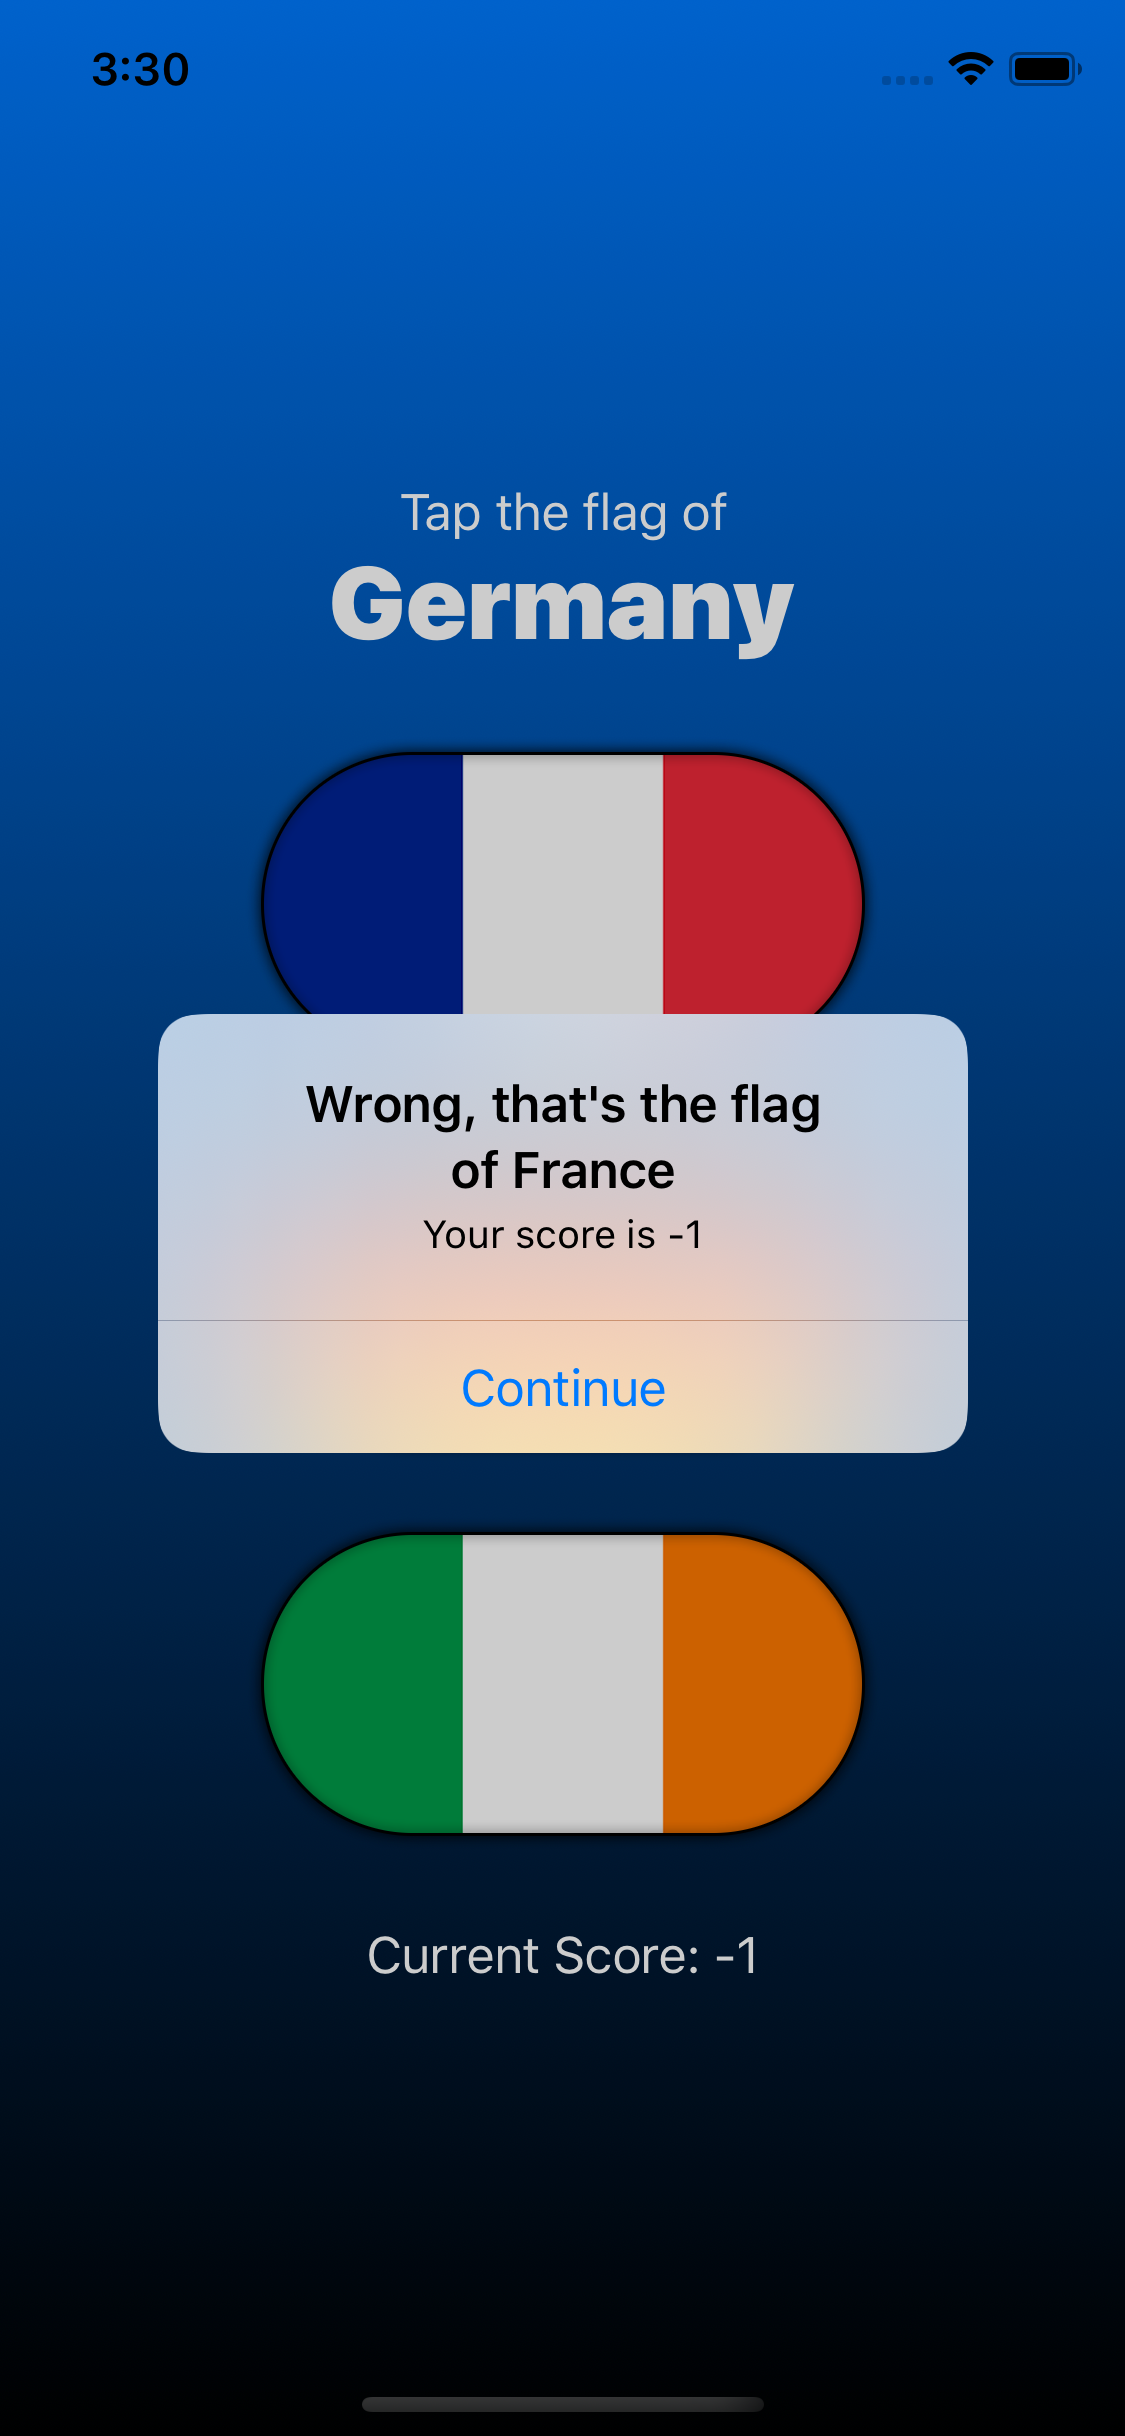 3:30
Tap the flag of
Germany
Wrong, that's the flag
of France
Your score is -1
Continue
Current Score: -1